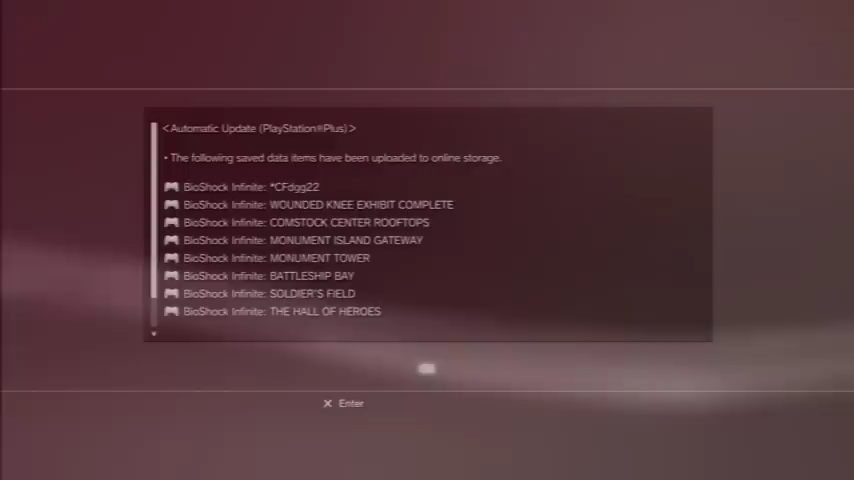 <Automatic Update (PlayStation®Plus)>
• The following saved data items have been uploaded to online storage.
BioShock Infinite: *CFdgg22
BioShock Infinite: WOUNDED KNEE EXHIBIT COMPLETE
BioShock Infinite: COMSTOCK CENTER ROOFTOPS
BioShock Infinite: MONUMENT ISLAND GATEWAY
BioShock Infinite: MONUMENT TOWER
BioShock Infinite: BATTLESHIP BAY
BioShock Infinite: SOLDIER'S FIELD
BioShock Infinite: THE HALL OF HEROES
✕ Enter